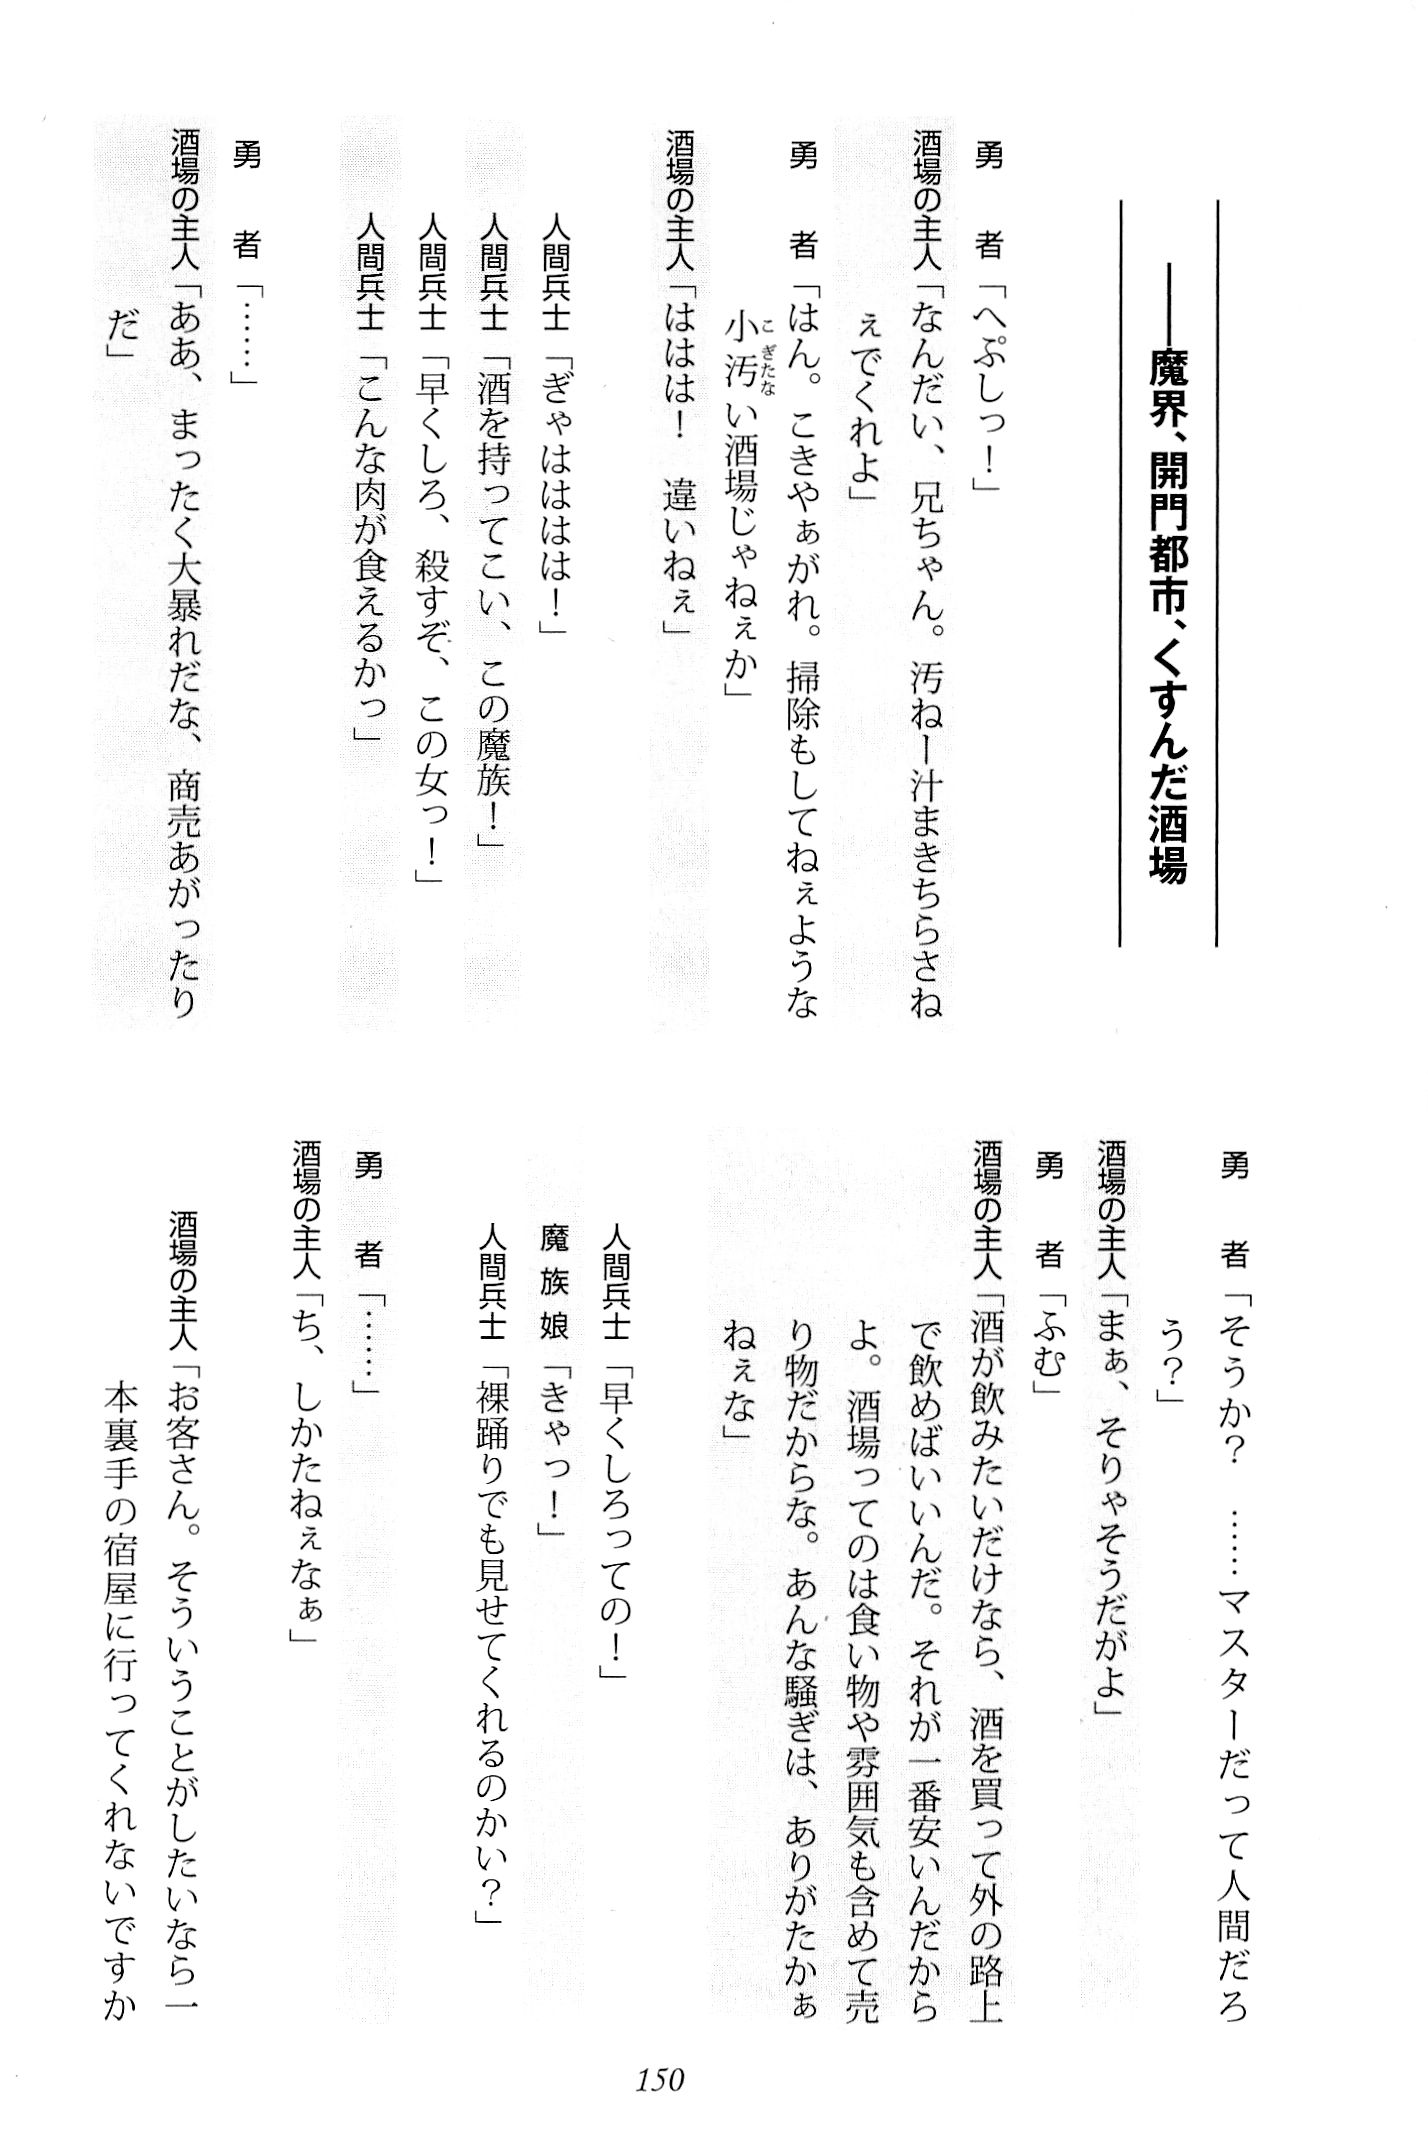 ――魔界、開門都市、くすんだ酒場
勇者「へぷしっ！」
酒場の主人「なんだい、兄ちゃん。汚ねー汁まきちらさね
ぇでくれよ」
勇者「はん。こきやぁがれ。掃除もしてねぇような
小汚い酒場じゃねぇか」
こぎたな
酒場の主人「ははは！　違いねぇ」
人間兵士「ぎゃははは！」
人間兵士「酒を持ってこい、この魔族！」
人間兵士「早くしろ、殺すぞ、この女っ！」
人間兵士「こんな肉が食えるかっ」
勇者「……」
酒場の主人「ああ、まったく大暴れだな、商売あがったり
だ」
勇者「そうか？　……マスターだって人間だろ
う？」
酒場の主人「まぁ、そりゃそうだがよ」
勇者「ふむ」
酒場の主人「酒が飲みたいだけなら、酒を買って外の路上
で飲めばいいんだ。それが一番安いんだから
よ。酒場ってのは食い物や雰囲気も含めて売
り物だからな。あんな騒ぎは、ありがたかぁ
ねぇな」
人間兵士「早くしろっての！」
魔族娘「きゃっ！」
人間兵士「裸踊りでも見せてくれるのかい？」
勇者「……」
酒場の主人「ち、しかたねぇなぁ」
酒場の主人「お客さん。そういうことがしたいなら一
本裏手の宿屋に行ってくれないですか
150